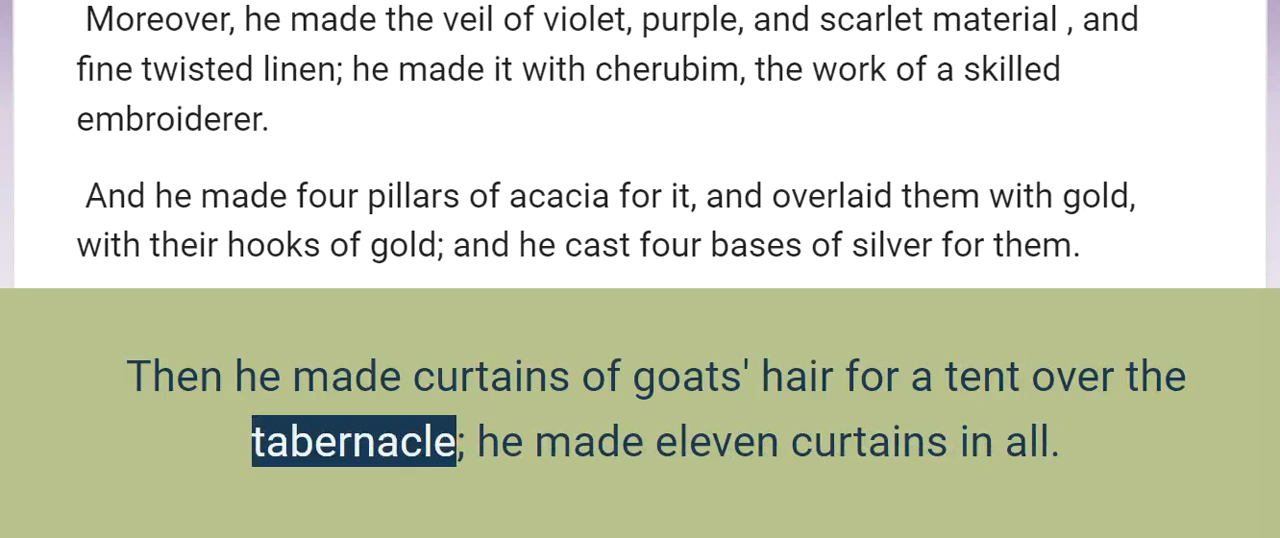 Moreover, he made the veil of violet, purple, and scarlet material , and
fine twisted linen; he made it with cherubim, the work of a skilled
embroiderer.
And he made four pillars of acacia for it, and overlaid them with gold,
with their hooks of gold; and he cast four bases of silver for them.
Then he made curtains of goats' hair for a tent over the
tabernacle; he made eleven curtains in all.